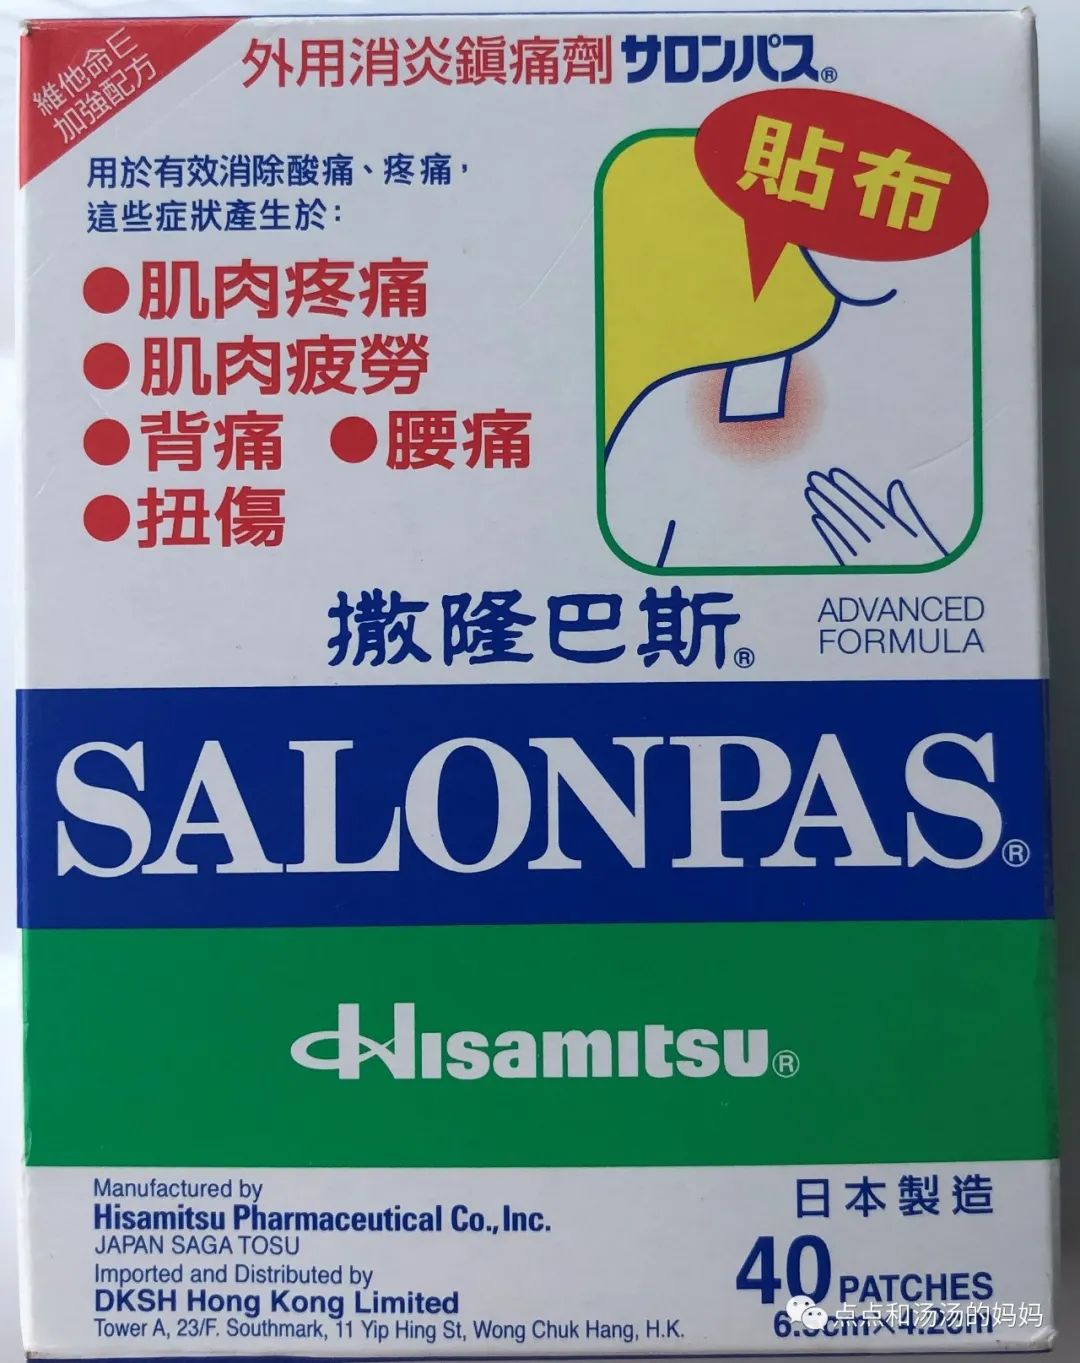 維他命E
加強配方
外用消炎鎮痛劑 サロンパス®
用於有效消除酸痛、疼痛，
這些症狀產生於：
●肌肉疼痛
●肌肉疲勞
●背痛 ●腰痛
●扭傷
貼布
撒隆巴斯®
ADVANCED
FORMULA
SALONPAS®
HISAMITSU®
Manufactured by
Hisamitsu Pharmaceutical Co., Inc.
JAPAN SAGA TOSU
Imported and Distributed by
DKSH Hong Kong Limited
Tower A, 23/F. Southmark, 11 Yip Hing St, Wong Chuk Hang, H.K.
日本製造
40 PATCHES
6.5cm×4.2cm
点点和汤汤的妈妈